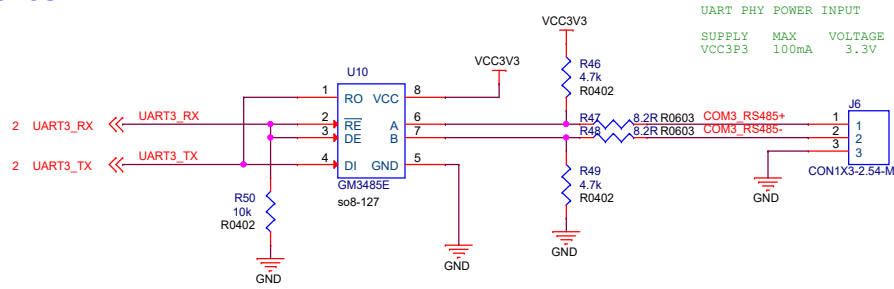 UART PHY POWER INPUT
SUPPLY MAX VOLTAGE
VCC3P3 100mA 3.3V
VCC3V3
VCC3V3
U10
R46
4.7k
R0402
1 RO VCC 8
2 RE A 6
3 DE B 7
4 DI GND 5
GM3485E
so8-127
2 UART3_RX
UART3_RX
2 UART3_TX
UART3_TX
R47 8.2R R0603 COM3_RS485+
R48 8.2R R0603 COM3_RS485-
J6
1 1
2 2
3 3
CON1X3-2.54-M
R50
10k
R0402
R49
4.7k
R0402
GND
GND
GND
GND